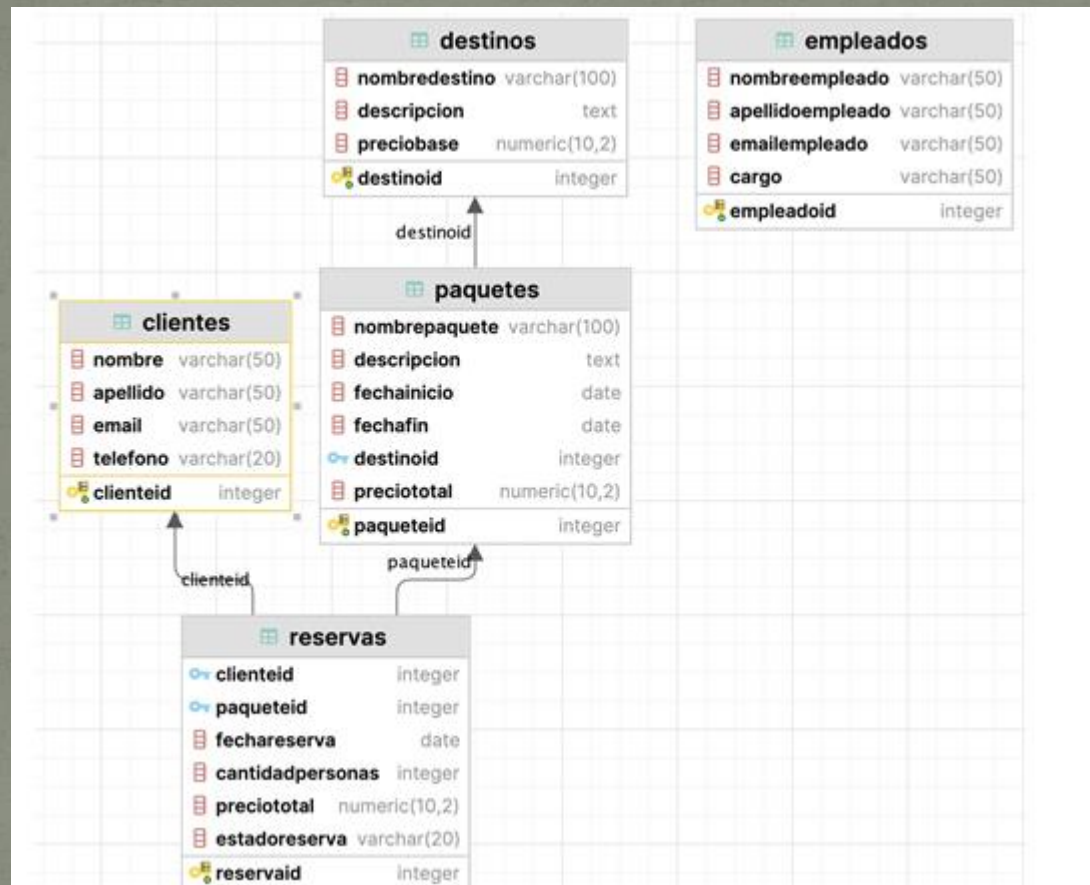 destinos
nombredestino varchar(100)
descripcion text
preciobase numeric(10,2)
destinoid integer
empleados
nombreempleado varchar(50)
apellidoempleado varchar(50)
emailempleado varchar(50)
cargo varchar(50)
empleadoid integer
destinoid
clientes
nombre varchar(50)
apellido varchar(50)
email varchar(50)
telefono varchar(20)
clienteid integer
paquetes
nombrepaquete varchar(100)
descripcion text
fechainicio date
fechafin date
destinoid integer
preciototal numeric(10,2)
paqueteid integer
clienteid
paqueteid
reservas
clienteid integer
paqueteid integer
fechareserva date
cantidadpersonas integer
preciototal numeric(10,2)
estadoreserva varchar(20)
reservaid integer